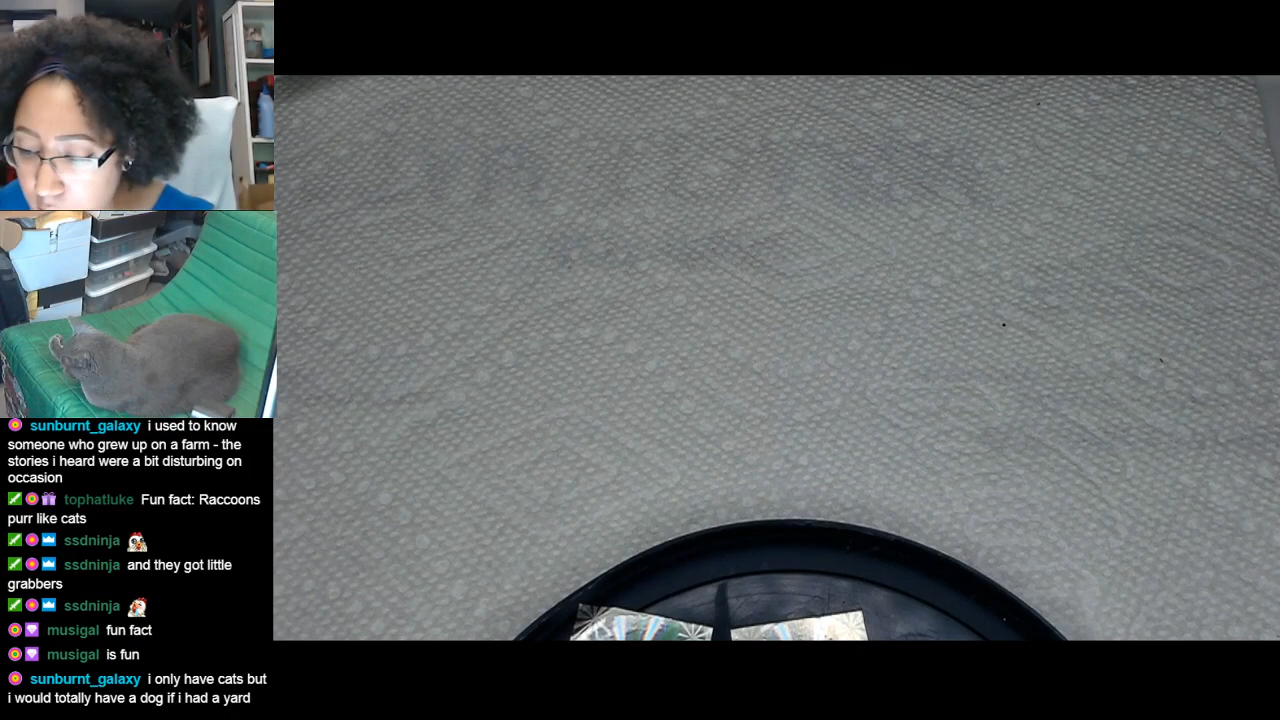 sunburnt_galaxy i used to know
someone who grew up on a farm - the
stories i heard were a bit disturbing on
occasion
tophatluke Fun fact: Raccoons
purr like cats
ssdninja
ssdninja and they got little
grabbers
ssdninja
musigal fun fact
musigal is fun
sunburnt_galaxy i only have cats but
i would totally have a dog if i had a yard